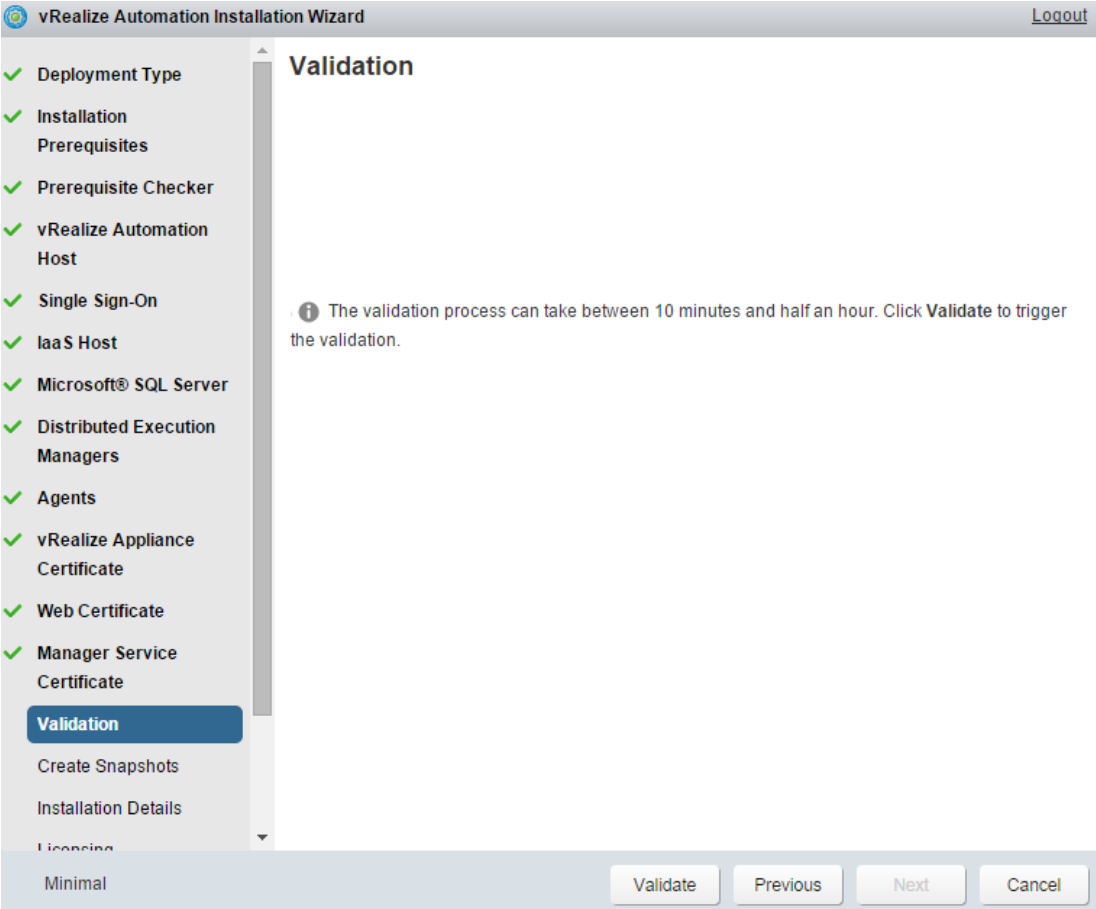 vRealize Automation Installation Wizard
Logout
Deployment Type
Installation
Prerequisites
Prerequisite Checker
vRealize Automation
Host
Single Sign-On
IaaS Host
Microsoft® SQL Server
Distributed Execution
Managers
Agents
vRealize Appliance
Certificate
Web Certificate
Manager Service
Certificate
Validation
Create Snapshots
Installation Details
Licensing
Validation
The validation process can take between 10 minutes and half an hour. Click Validate to trigger
the validation.
Minimal
Validate
Previous
Next
Cancel